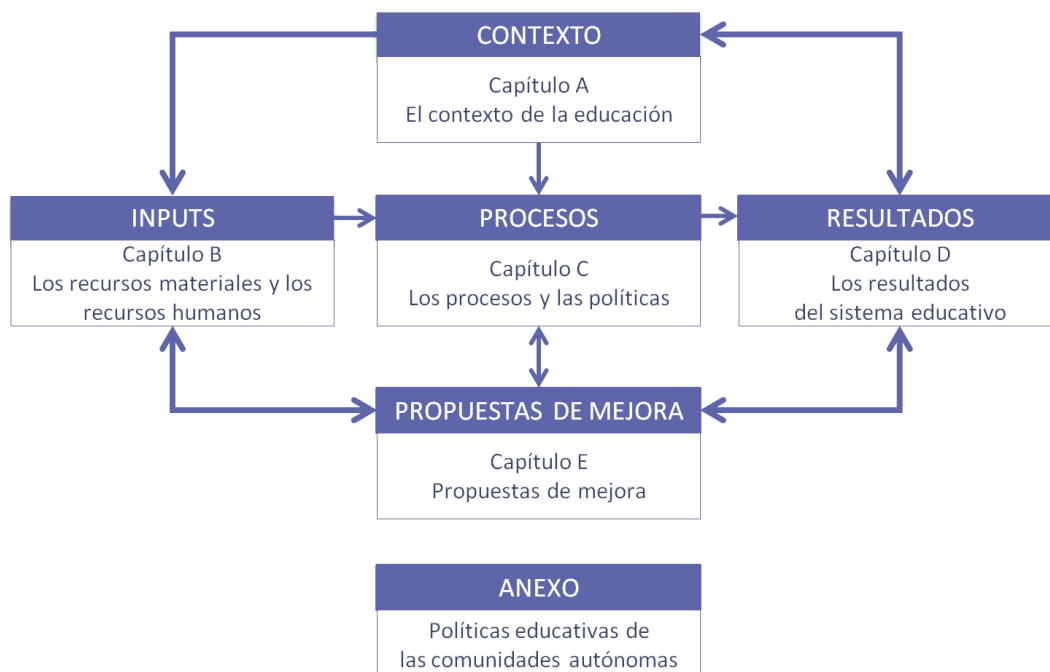 CONTEXTO
Capítulo A
El contexto de la educación
INPUTS
Capítulo B
Los recursos materiales y los
recursos humanos
PROCESOS
Capítulo C
Los procesos y las políticas
RESULTADOS
Capítulo D
Los resultados
del sistema educativo
PROPUESTAS DE MEJORA
Capítulo E
Propuestas de mejora
ANEXO
Políticas educativas de
las comunidades autónomas